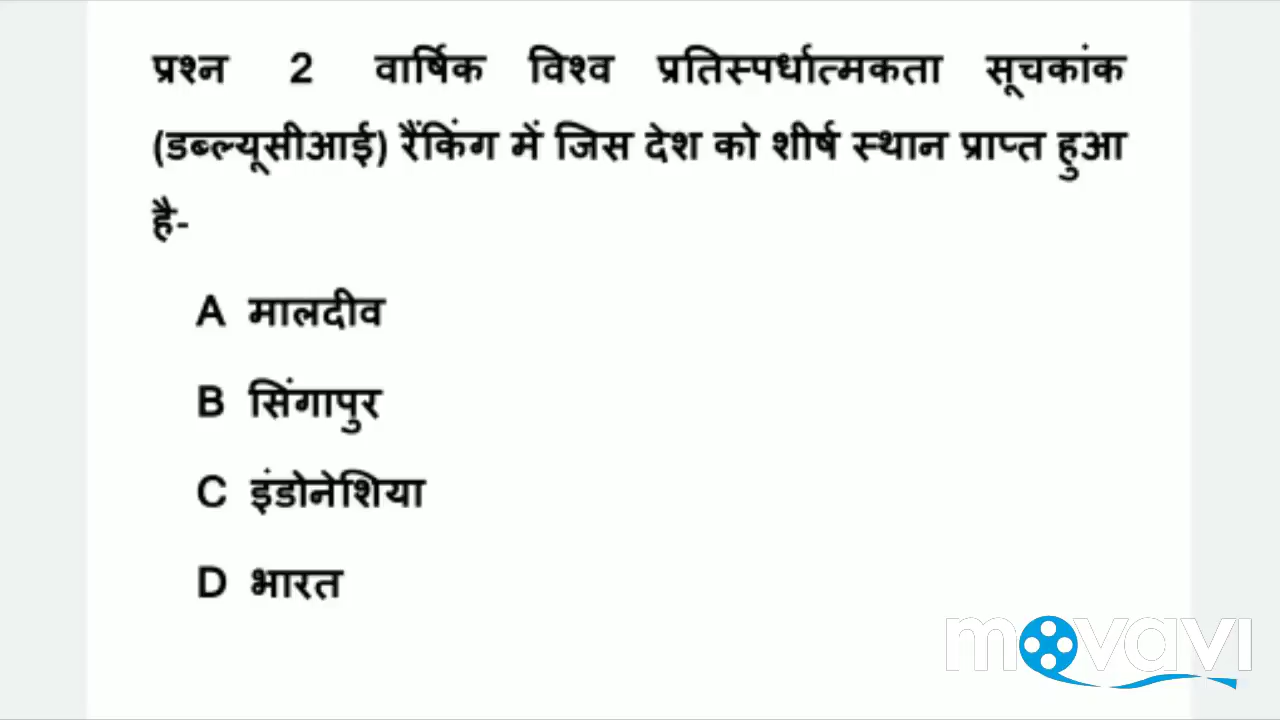 प्रश्न 2 वार्षिक विश्व प्रतिस्पर्धात्मकता सूचकांक
(डब्ल्यूसीआई) रैंकिंग में जिस देश को शीर्ष स्थान प्राप्त हुआ
है-
A मालदीव
B सिंगापुर
C इंडोनेशिया
D भारत
movavi